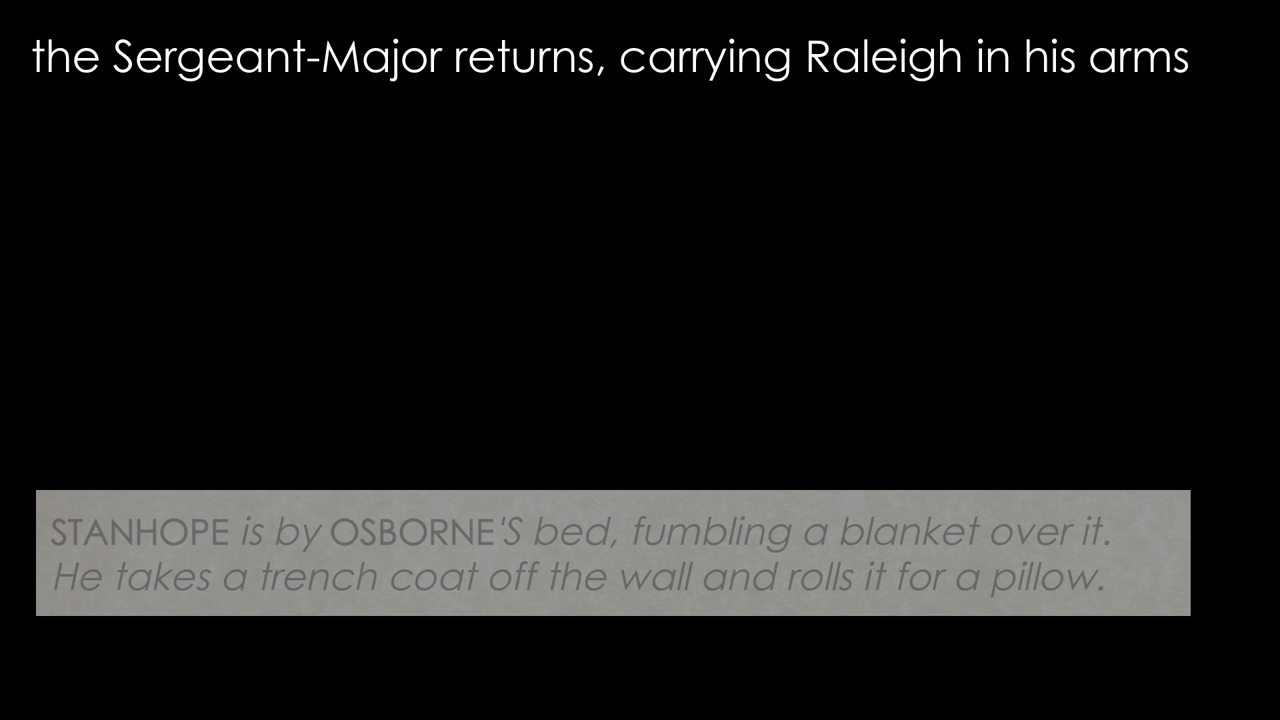 the Sergeant-Major returns, carrying Raleigh in his arms
STANHOPE is by OSBORNE'S bed, fumbling a blanket over it.
He takes a trench coat off the wall and rolls it for a pillow.